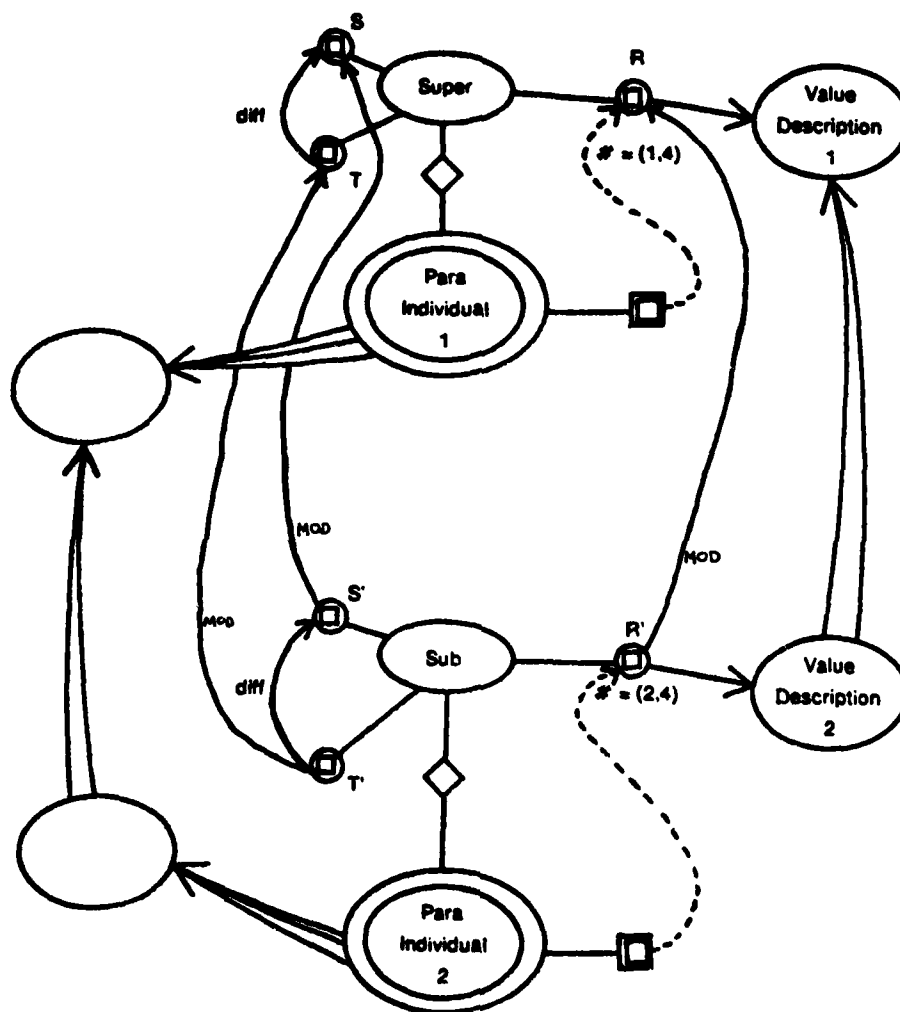 S
R
Super
Value
Description
1
diff
# = (1,4)
T
Para
Individual
1
MOD
MOD
S'
MOD
R'
Sub
Value
Description
2
diff
# = (2,4)
T'
Para
Individual
2